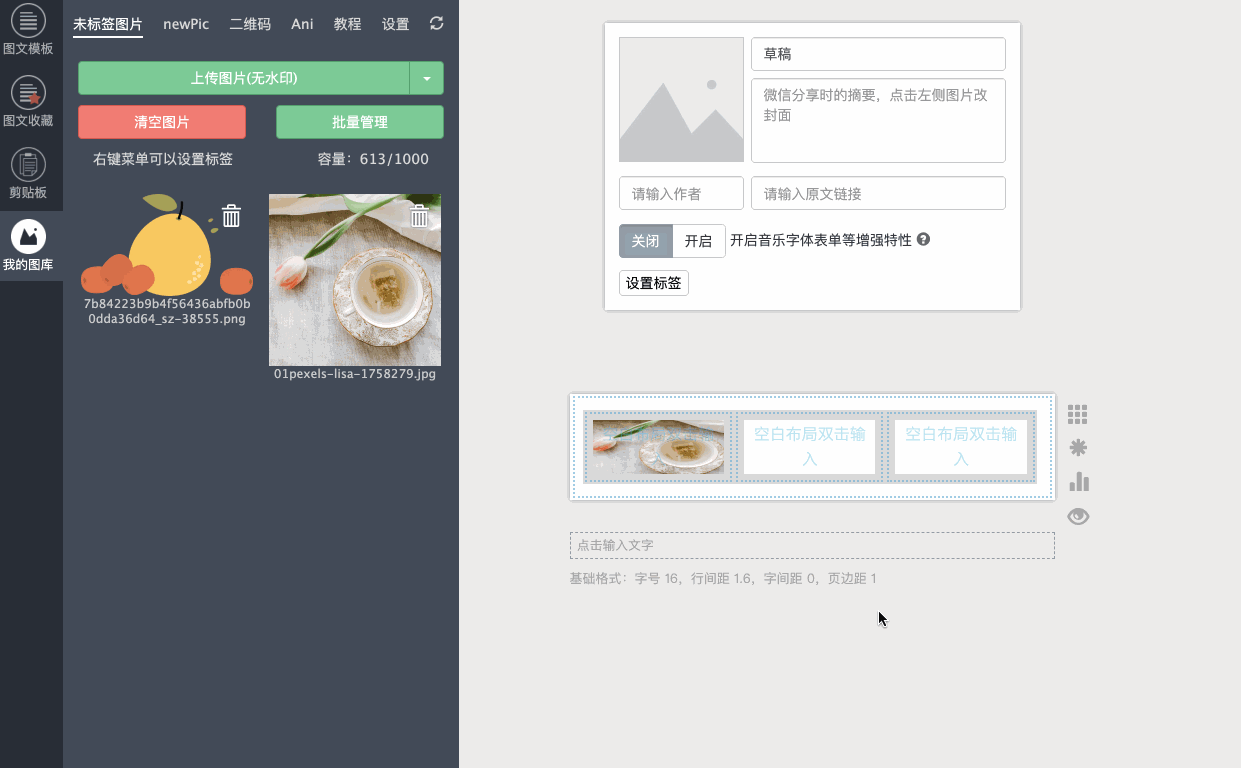 图文模板
图文收藏
剪贴板
我的图库
未标签图片 newPic 二维码 Ani 教程 设置
上传图片(无水印)
清空图片 批量管理
右键菜单可以设置标签 容量：613/1000
7b84223b9b4f56436abfb0b
0dda36d64_sz-38555.png
01pexels-lisa-1758279.jpg
草稿
微信分享时的摘要，点击左侧图片改
封面
请输入作者 请输入原文链接
关闭 开启 开启音乐字体表单等增强特性
设置标签
空白布局双击输
入
空白布局双击输
入
点击输入文字
基础格式：字号 16，行间距 1.6，字间距 0，页边距 1